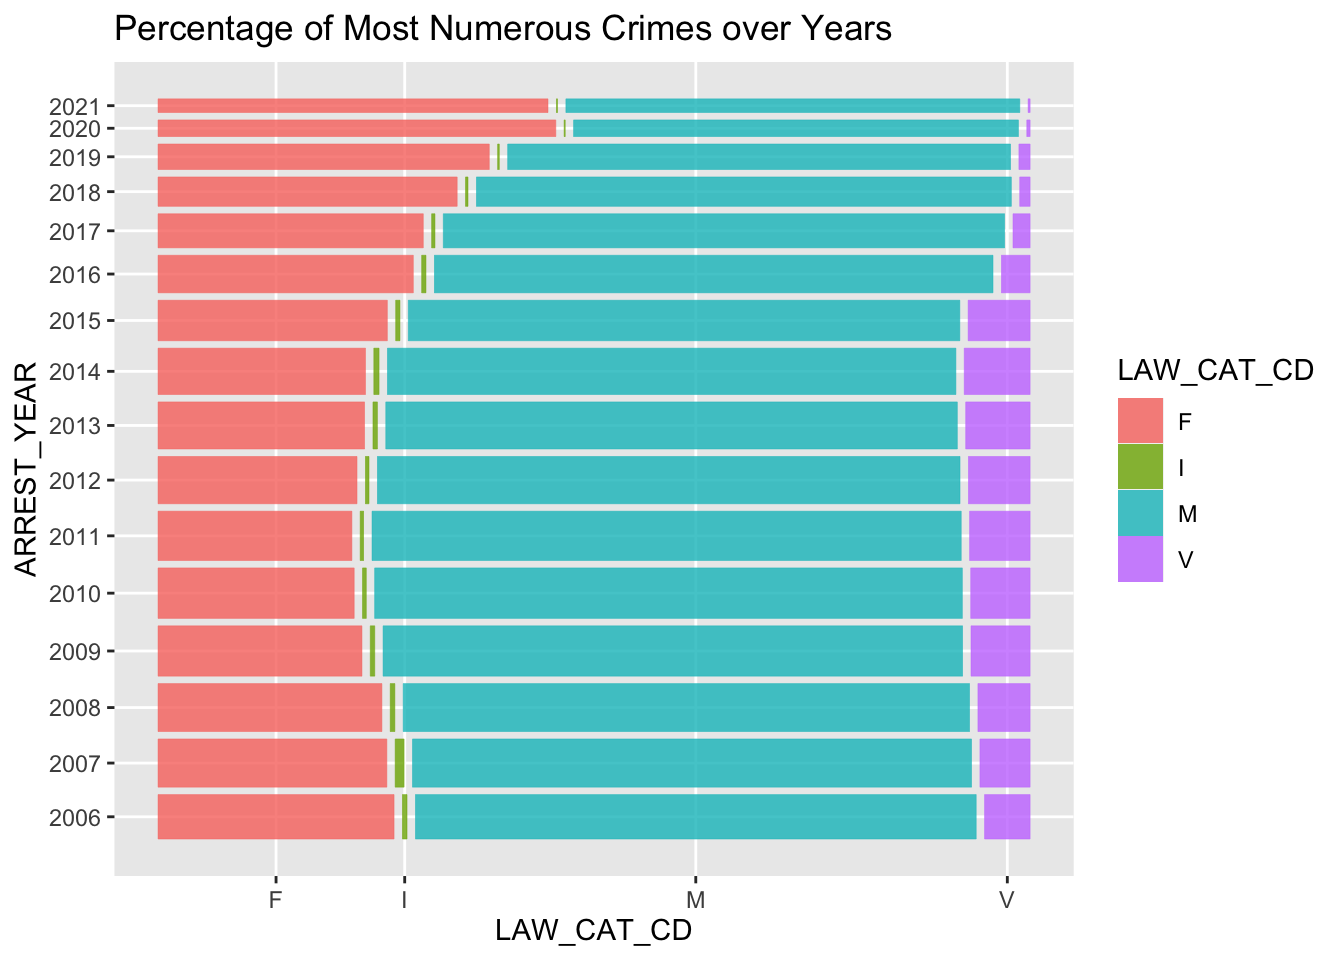 Percentage of Most Numerous Crimes over Years
ARREST_YEAR
2021
2020
2019
2018
2017
2016
2015
2014
2013
2012
2011
2010
2009
2008
2007
2006
F I M V
LAW_CAT_CD
LAW_CAT_CD
F
I
M
V